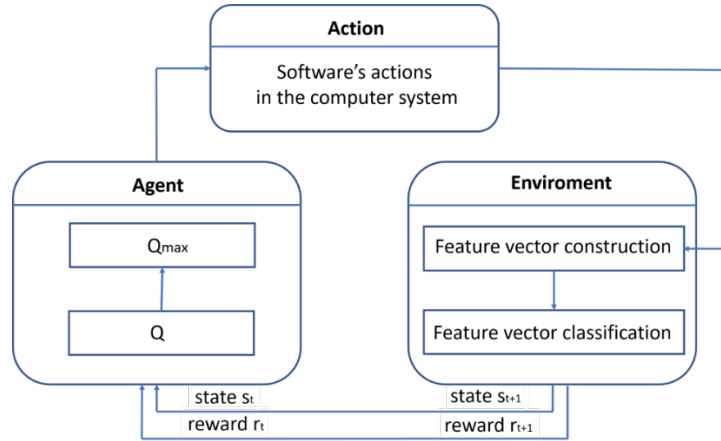 Action
Software's actions
in the computer system
Agent
Qmax
Q
Enviroment
Feature vector construction
Feature vector classification
state st
reward rt
state st+1
reward rt+1